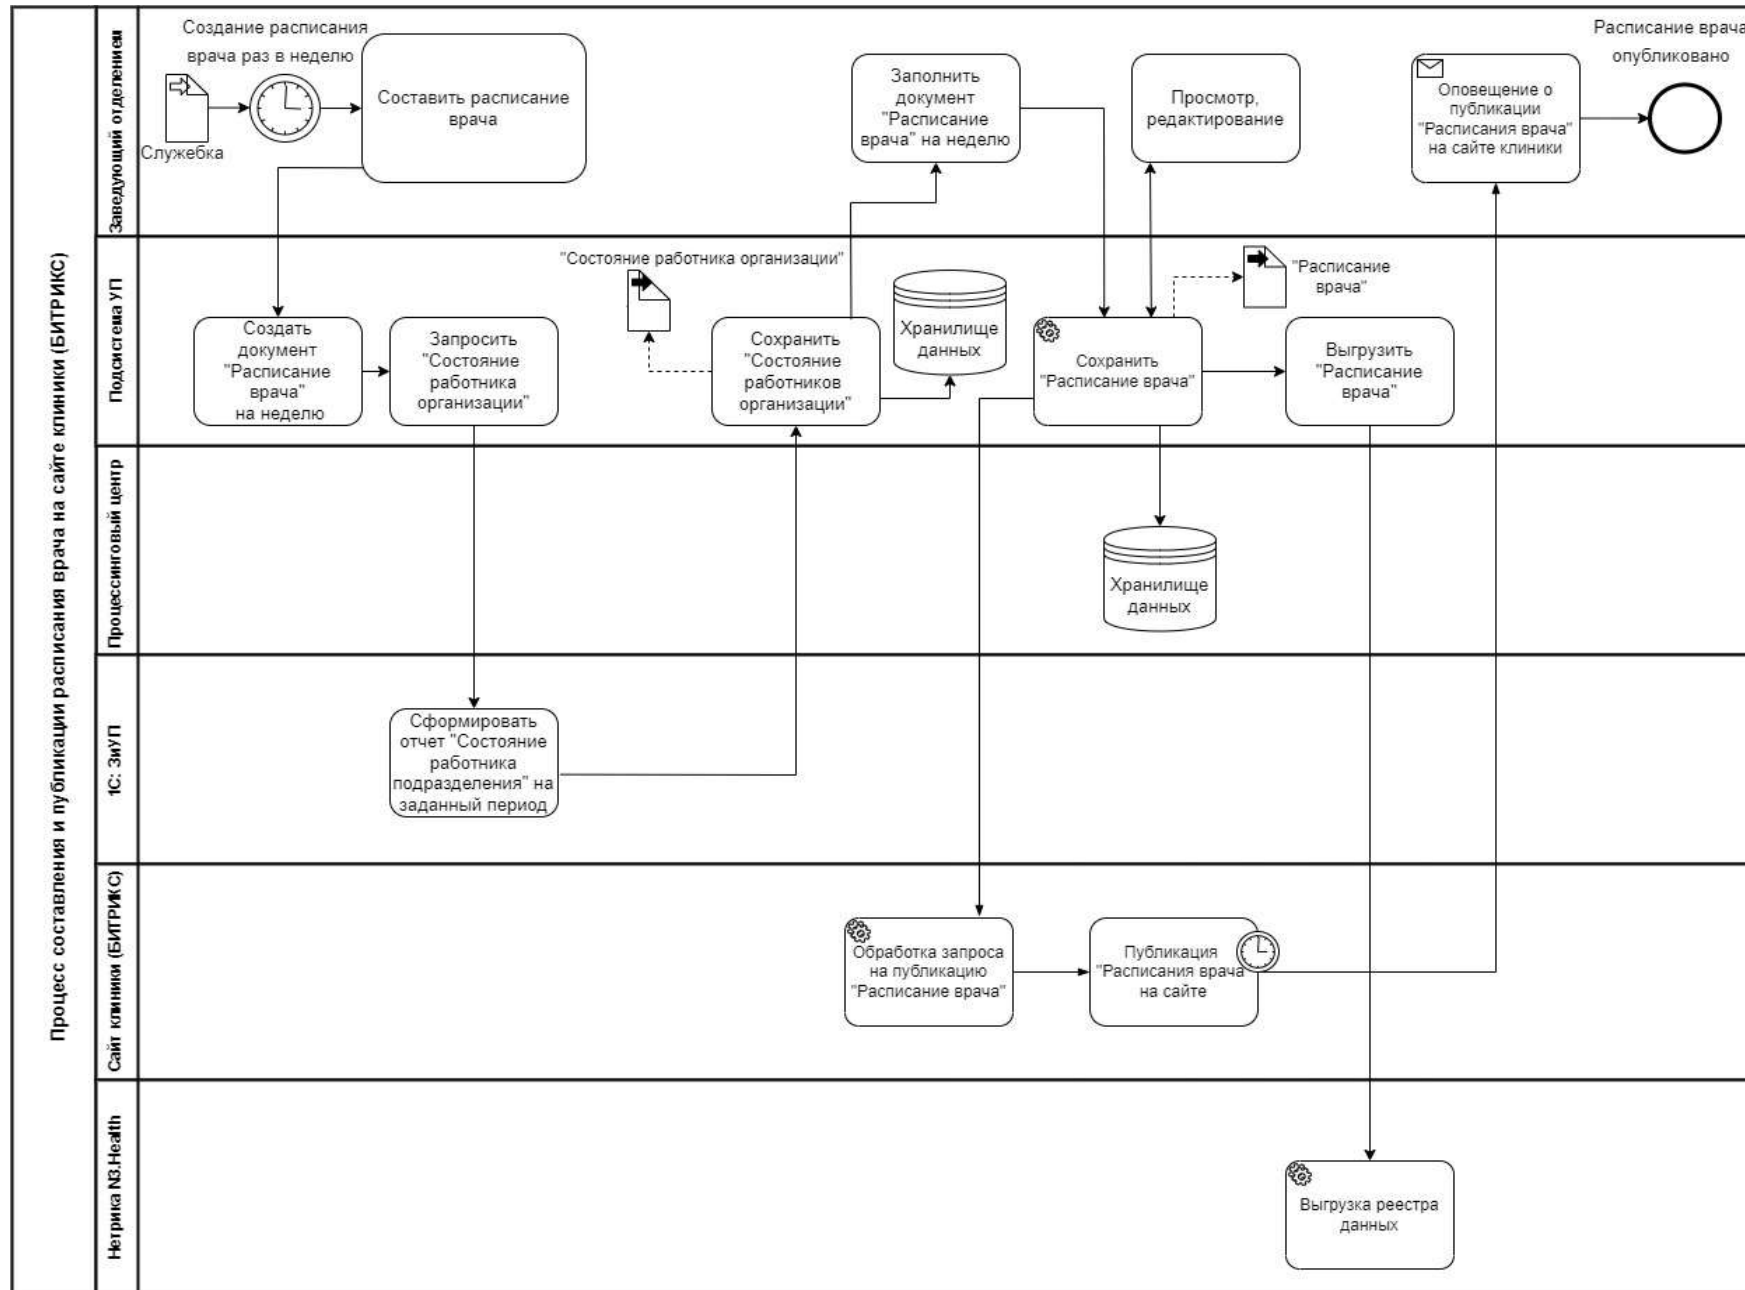 Процесс составления и публикации расписания врача на сайте клиники (БИТРИКС)
Заведующий отделением
Создание расписания
врача раз в неделю
Служебка
Составить расписание
врача
Заполнить
документ
"Расписание
врача" на неделю
Просмотр,
редактирование
Оповещение о
публикации
"Расписания врача"
на сайте клиники
Расписание врача
опубликовано
Подсистема УП
Создать
документ
"Расписание
врача"
на неделю
Запросить
"Состояние
работника
организации"
"Состояние работника организации"
Сохранить
"Состояние
работников
организации"
Хранилище
данных
Сохранить
"Расписание врача"
"Расписание
врача"
Выгрузить
"Расписание
врача"
Процессинговый центр
Хранилище
данных
1С: ЗиУП
Сформировать
отчет "Состояние
работника
подразделения" на
заданный период
Сайт клиники (БИТРИКС)
Обработка запроса
на публикацию
"Расписание врача"
Публикация
"Расписания врача
на сайте
Нетрика N3.Health
Выгрузка реестра
данных